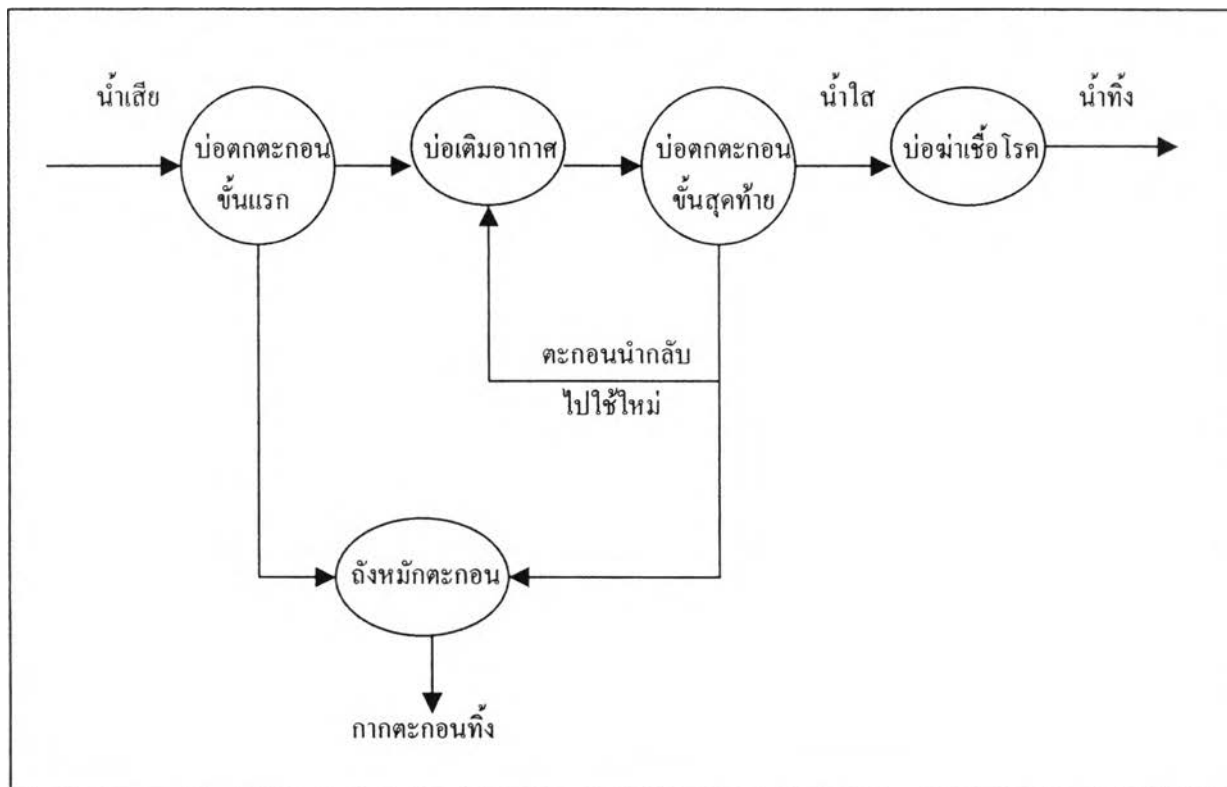 น้ำเสีย
บ่อตกตะกอน
ขั้นแรก
บ่อเติมอากาศ
บ่อตกตะกอน
ขั้นสุดท้าย
น้ำใส
บ่อฆ่าเชื้อโรค
น้ำทิ้ง
ตะกอนนำกลับ
ไปใช้ใหม่
ถังหมักตะกอน
กากตะกอนทิ้ง